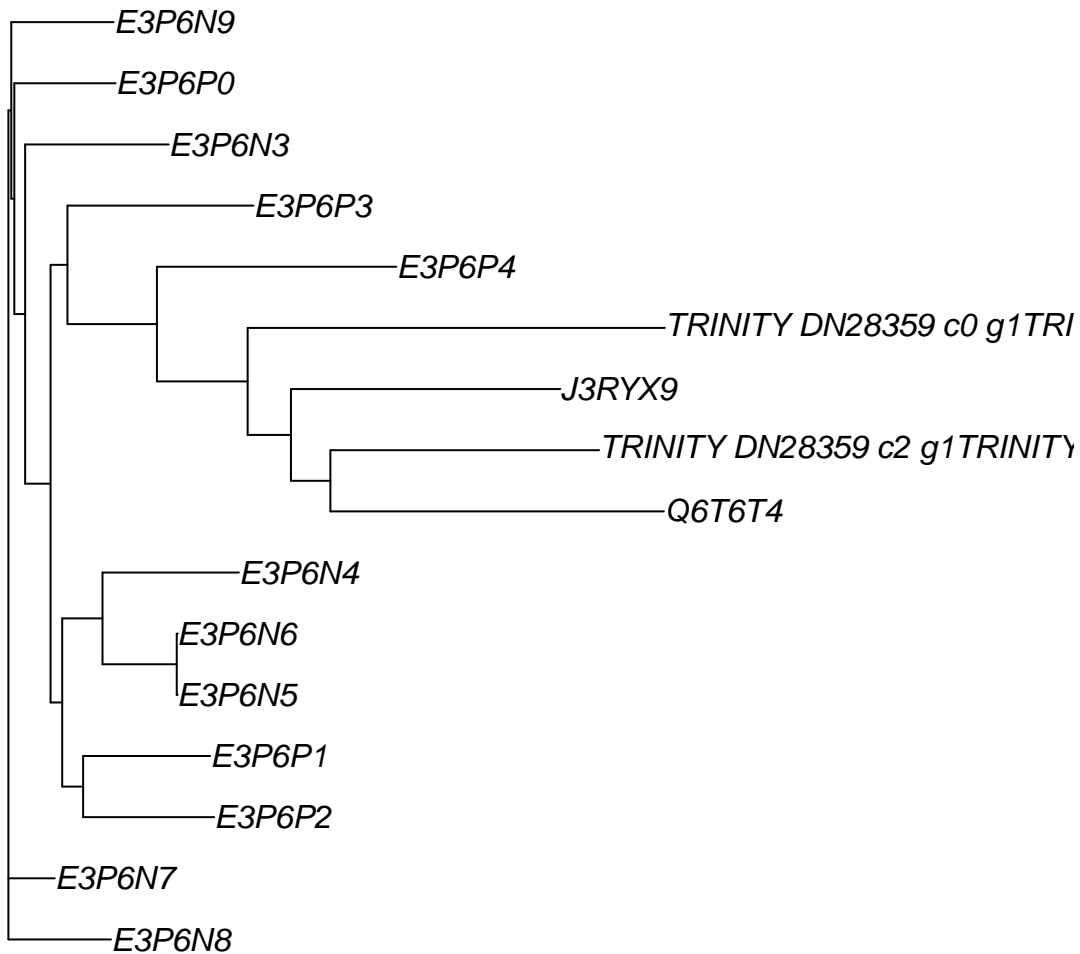 E3P6N9
E3P6P0
E3P6N3
E3P6P3
E3P6P4
TRINITY DN28359 c0 g1TRI
J3RYX9
TRINITY DN28359 c2 g1TRINITY
Q6T6T4
E3P6N4
E3P6N6
E3P6N5
E3P6P1
E3P6P2
E3P6N7
E3P6N8